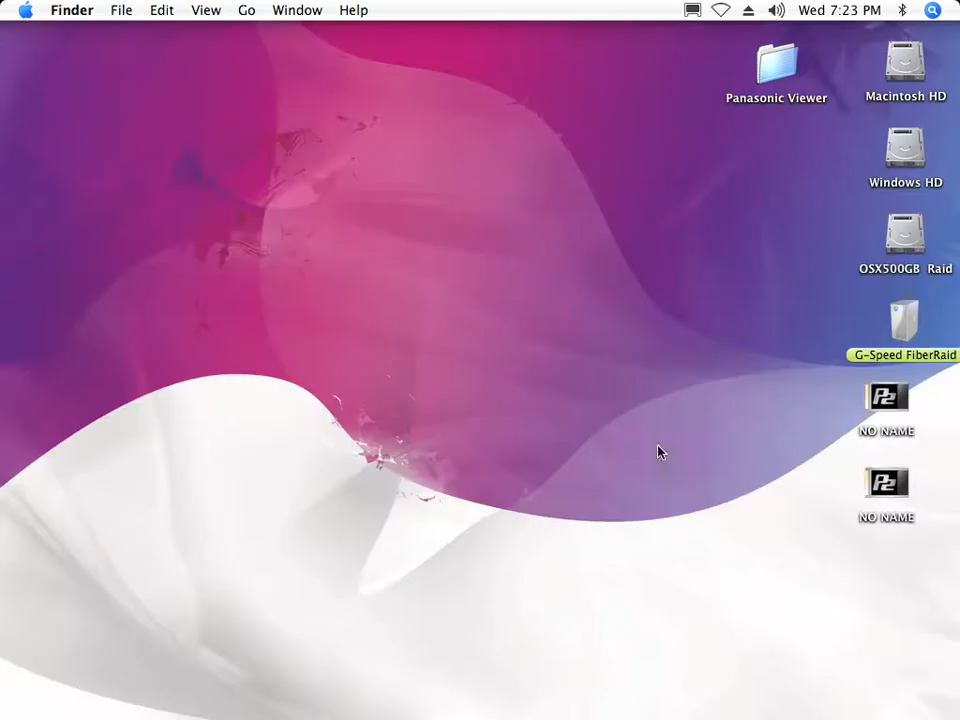 Finder File Edit View Go Window Help Wed 7:23 PM
Panasonic Viewer
Macintosh HD
Windows HD
OSX500GB Raid
G-Speed FiberRaid
P2
NO NAME
P2
NO NAME